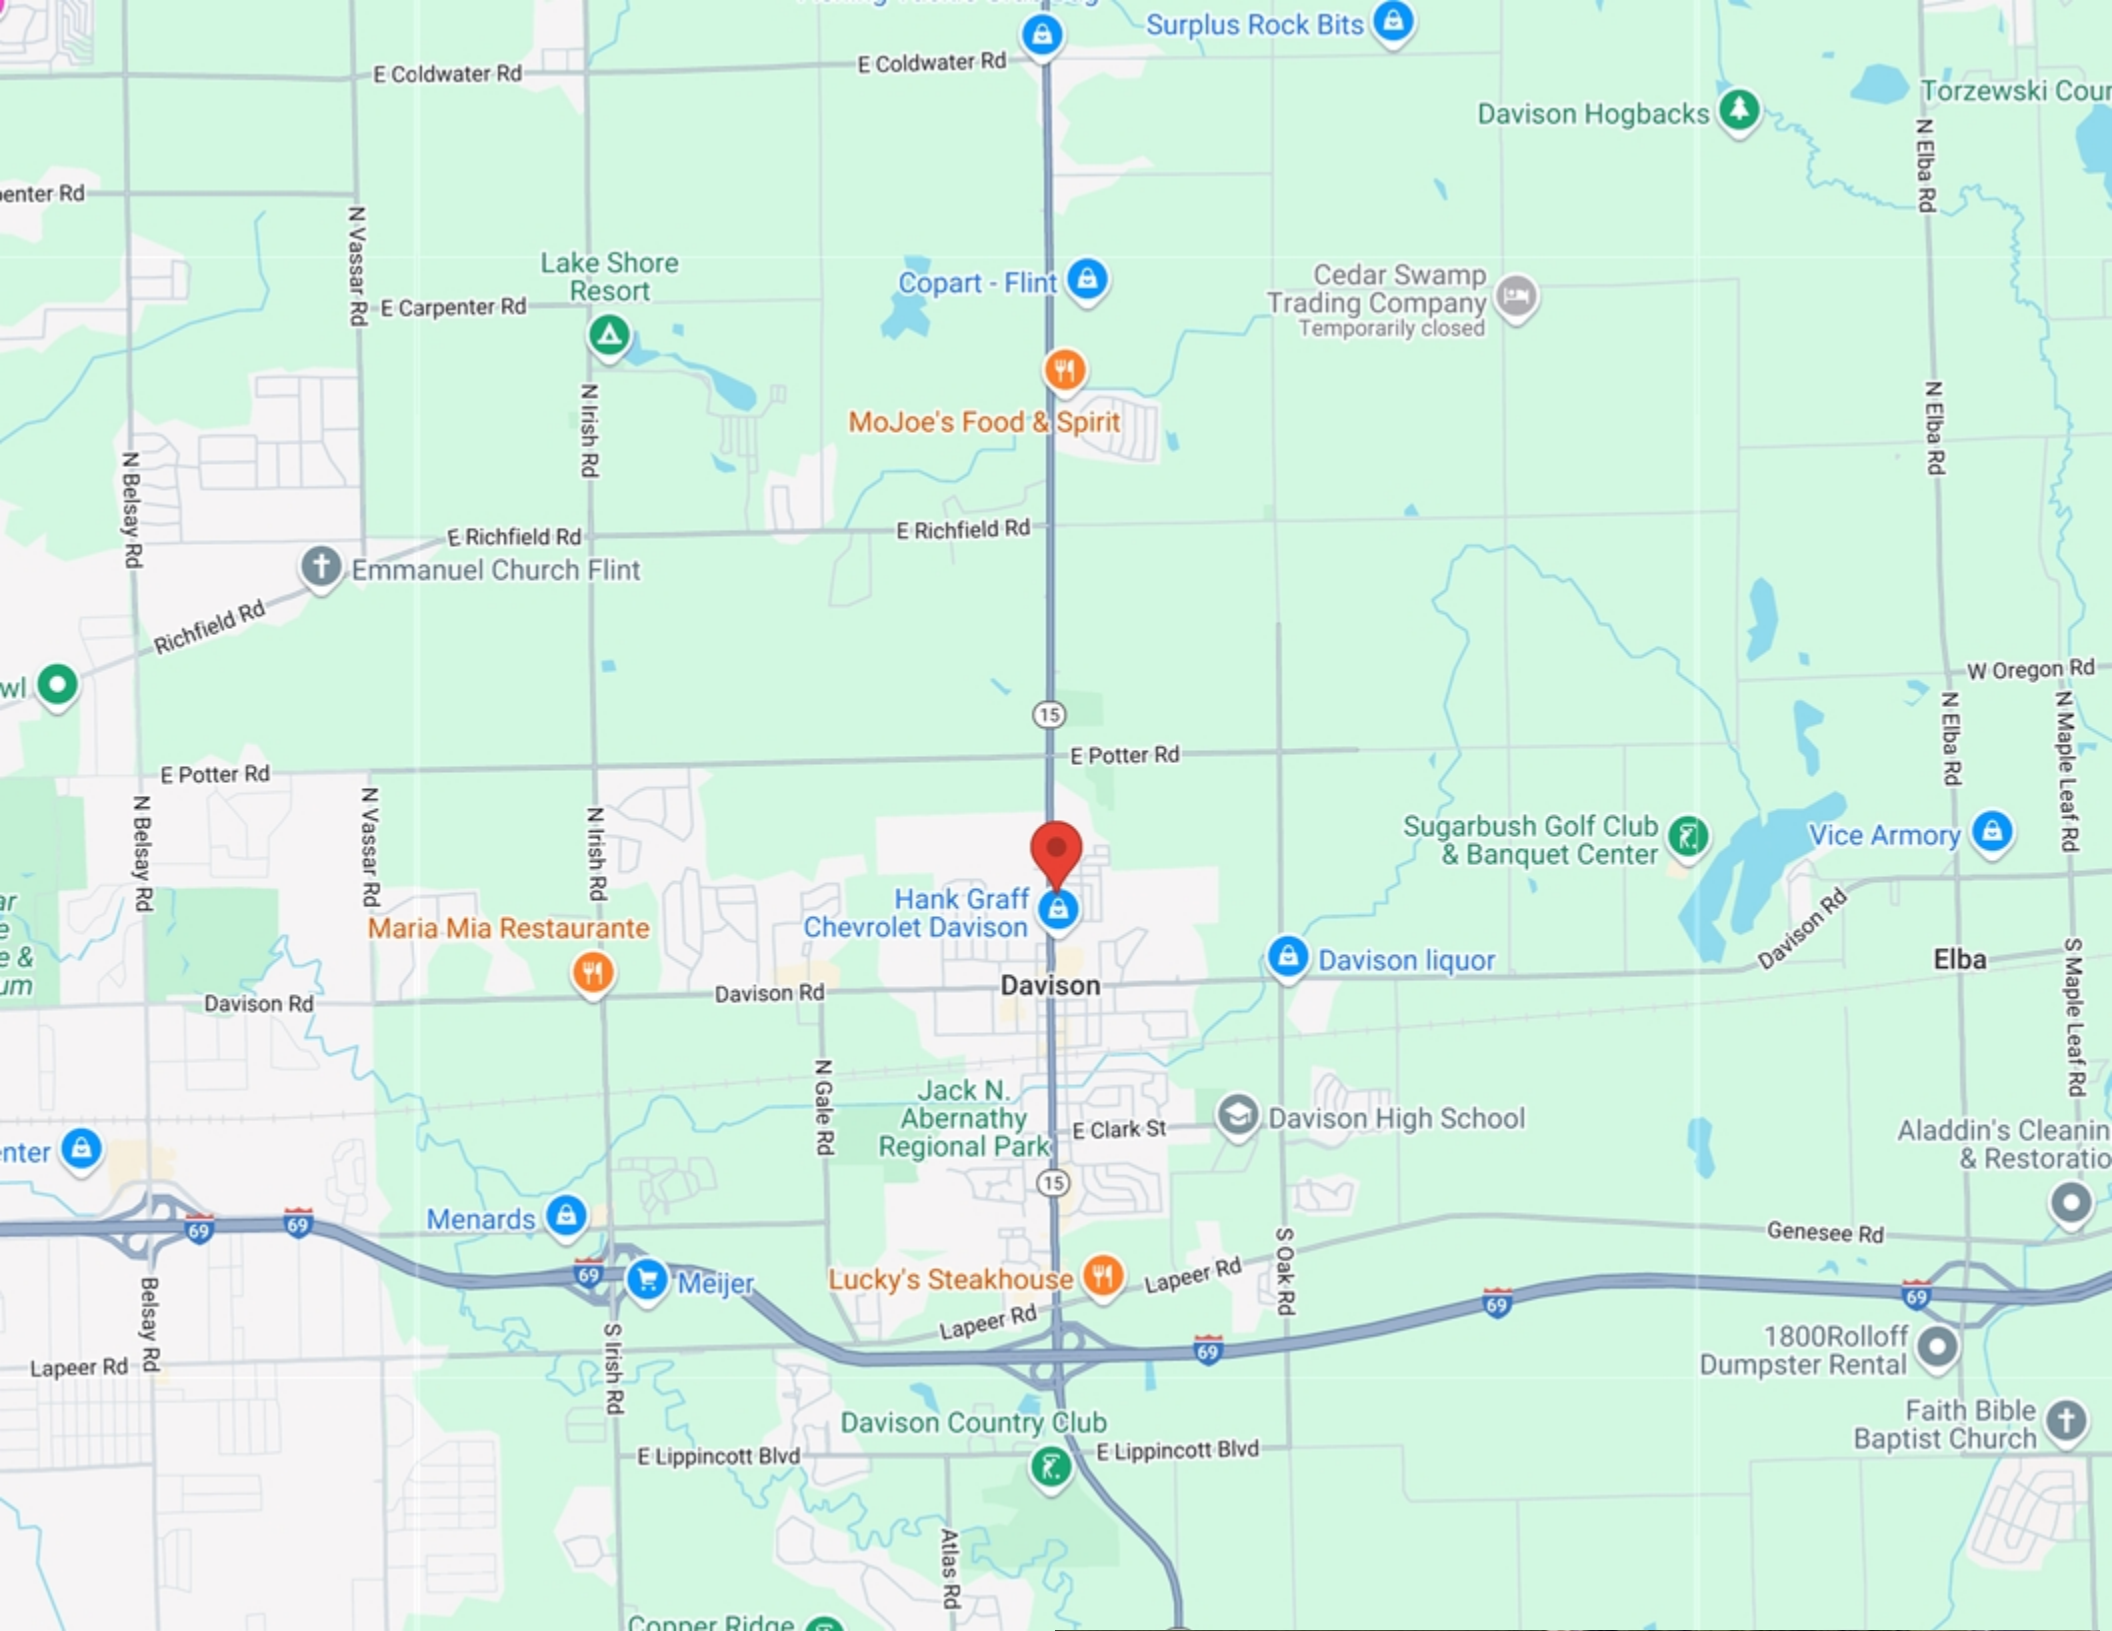 Surplus Rock Bits
E Coldwater Rd
E Coldwater Rd
Davison Hogbacks
Torzewski Cour
N Elba Rd
enter Rd
N Vassar Rd
Lake Shore
Resort
E Carpenter Rd
Copart - Flint
Cedar Swamp
Trading Company
Temporarily closed
MoJoe's Food & Spirit
N Irish Rd
N Elba Rd
N Belsay Rd
E Richfield Rd
E Richfield Rd
Emmanuel Church Flint
Richfield Rd
wl
W Oregon Rd
15
N Elba Rd
N Maple Leaf Rd
E Potter Rd
E Potter Rd
N Belsay Rd
N Vassar Rd
N Irish Rd
Sugarbush Golf Club
& Banquet Center
Vice Armory
Hank Graff
Chevrolet Davison
Maria Mia Restaurante
ar
e
e &
um
Davison Rd
Davison liquor
Elba
Davison
Davison Rd
Davison Rd
S Maple Leaf Rd
N Gale Rd
Jack N.
Abernathy
Regional Park
E Clark St
Davison High School
Aladdin's Cleanin
& Restoratio
enter
15
Menards
69
69
Genesee Rd
S Oak Rd
69
Meijer
Lucky's Steakhouse
Lapeer Rd
69
69
Belsay Rd
Lapeer Rd
69
S Irish Rd
Lapeer Rd
1800Rolloff
Dumpster Rental
Davison Country Club
Faith Bible
Baptist Church
E Lippincott Blvd
E Lippincott Blvd
Atlas Rd
Copper Ridge